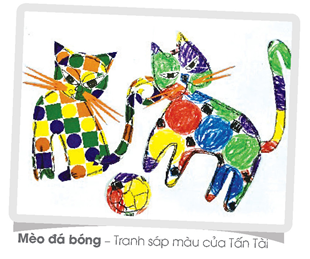 Mèo đá bóng – Tranh sáp màu của Tấn Tài